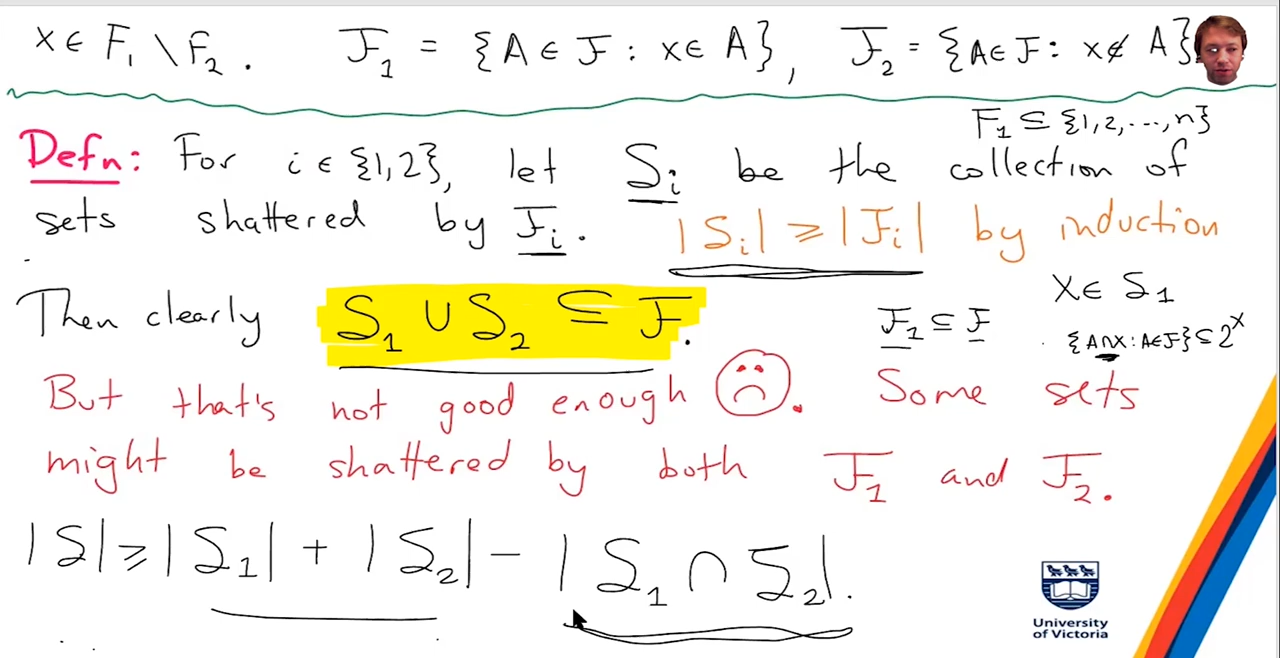 x ∈ F₁ \ F₂. ℱ₁ = {A ∈ ℱ : x ∈ A}, ℱ₂ = {A ∈ ℱ : x ∉ A}
F₁ ⊆ {1,2,...,n}
Defn: For i ∈ {1,2}, let Sᵢ be the collection of
sets shattered by ℱᵢ. |Sᵢ| ⩾ |ℱᵢ| by induction
Then clearly S₁ ∪ S₂ ⊆ ℱ.
ℱ₁ ⊆ ℱ
X ∈ S₁
{A∩X : A∈ℱ} ⊆ 2ˣ
But that's not good enough ☹. Some sets
might be shattered by both ℱ₁ and ℱ₂.
|S| ⩾ |S₁| + |S₂| − |S₁ ∩ S₂|.
University
of Victoria